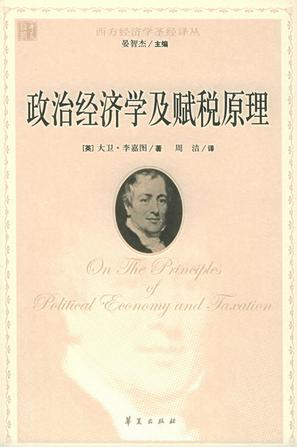 西方经济学圣经译丛
晏智杰/主编
政治经济学及赋税原理
[英]大卫·李嘉图/著 周洁/译
On The Principles
of
Political Economy and Taxation
华夏出版社